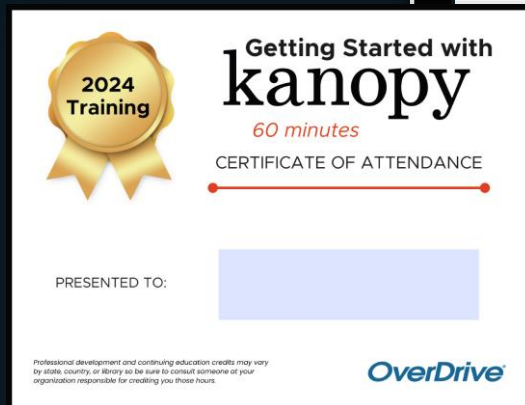 2024
Training
Getting Started with
kanopy
60 minutes
CERTIFICATE OF ATTENDANCE
PRESENTED TO:
Professional development and continuing education credits may vary
by state, country, or library so be sure to consult someone at your
organization responsible for crediting you those hours.
OverDrive